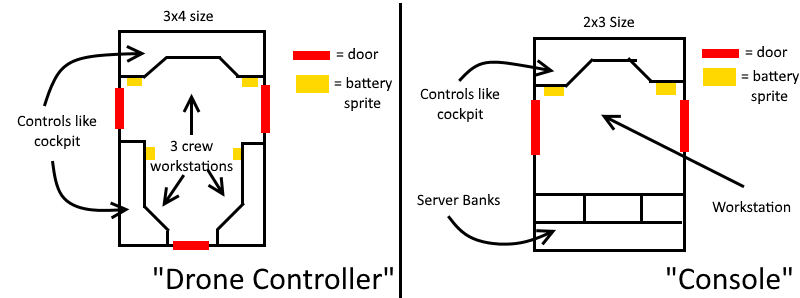 3x4 size
= door
= battery
sprite
Controls like
cockpit
3 crew
workstations
"Drone Controller"
2x3 Size
= door
= battery
sprite
Controls like
cockpit
Server Banks
Workstation
"Console"